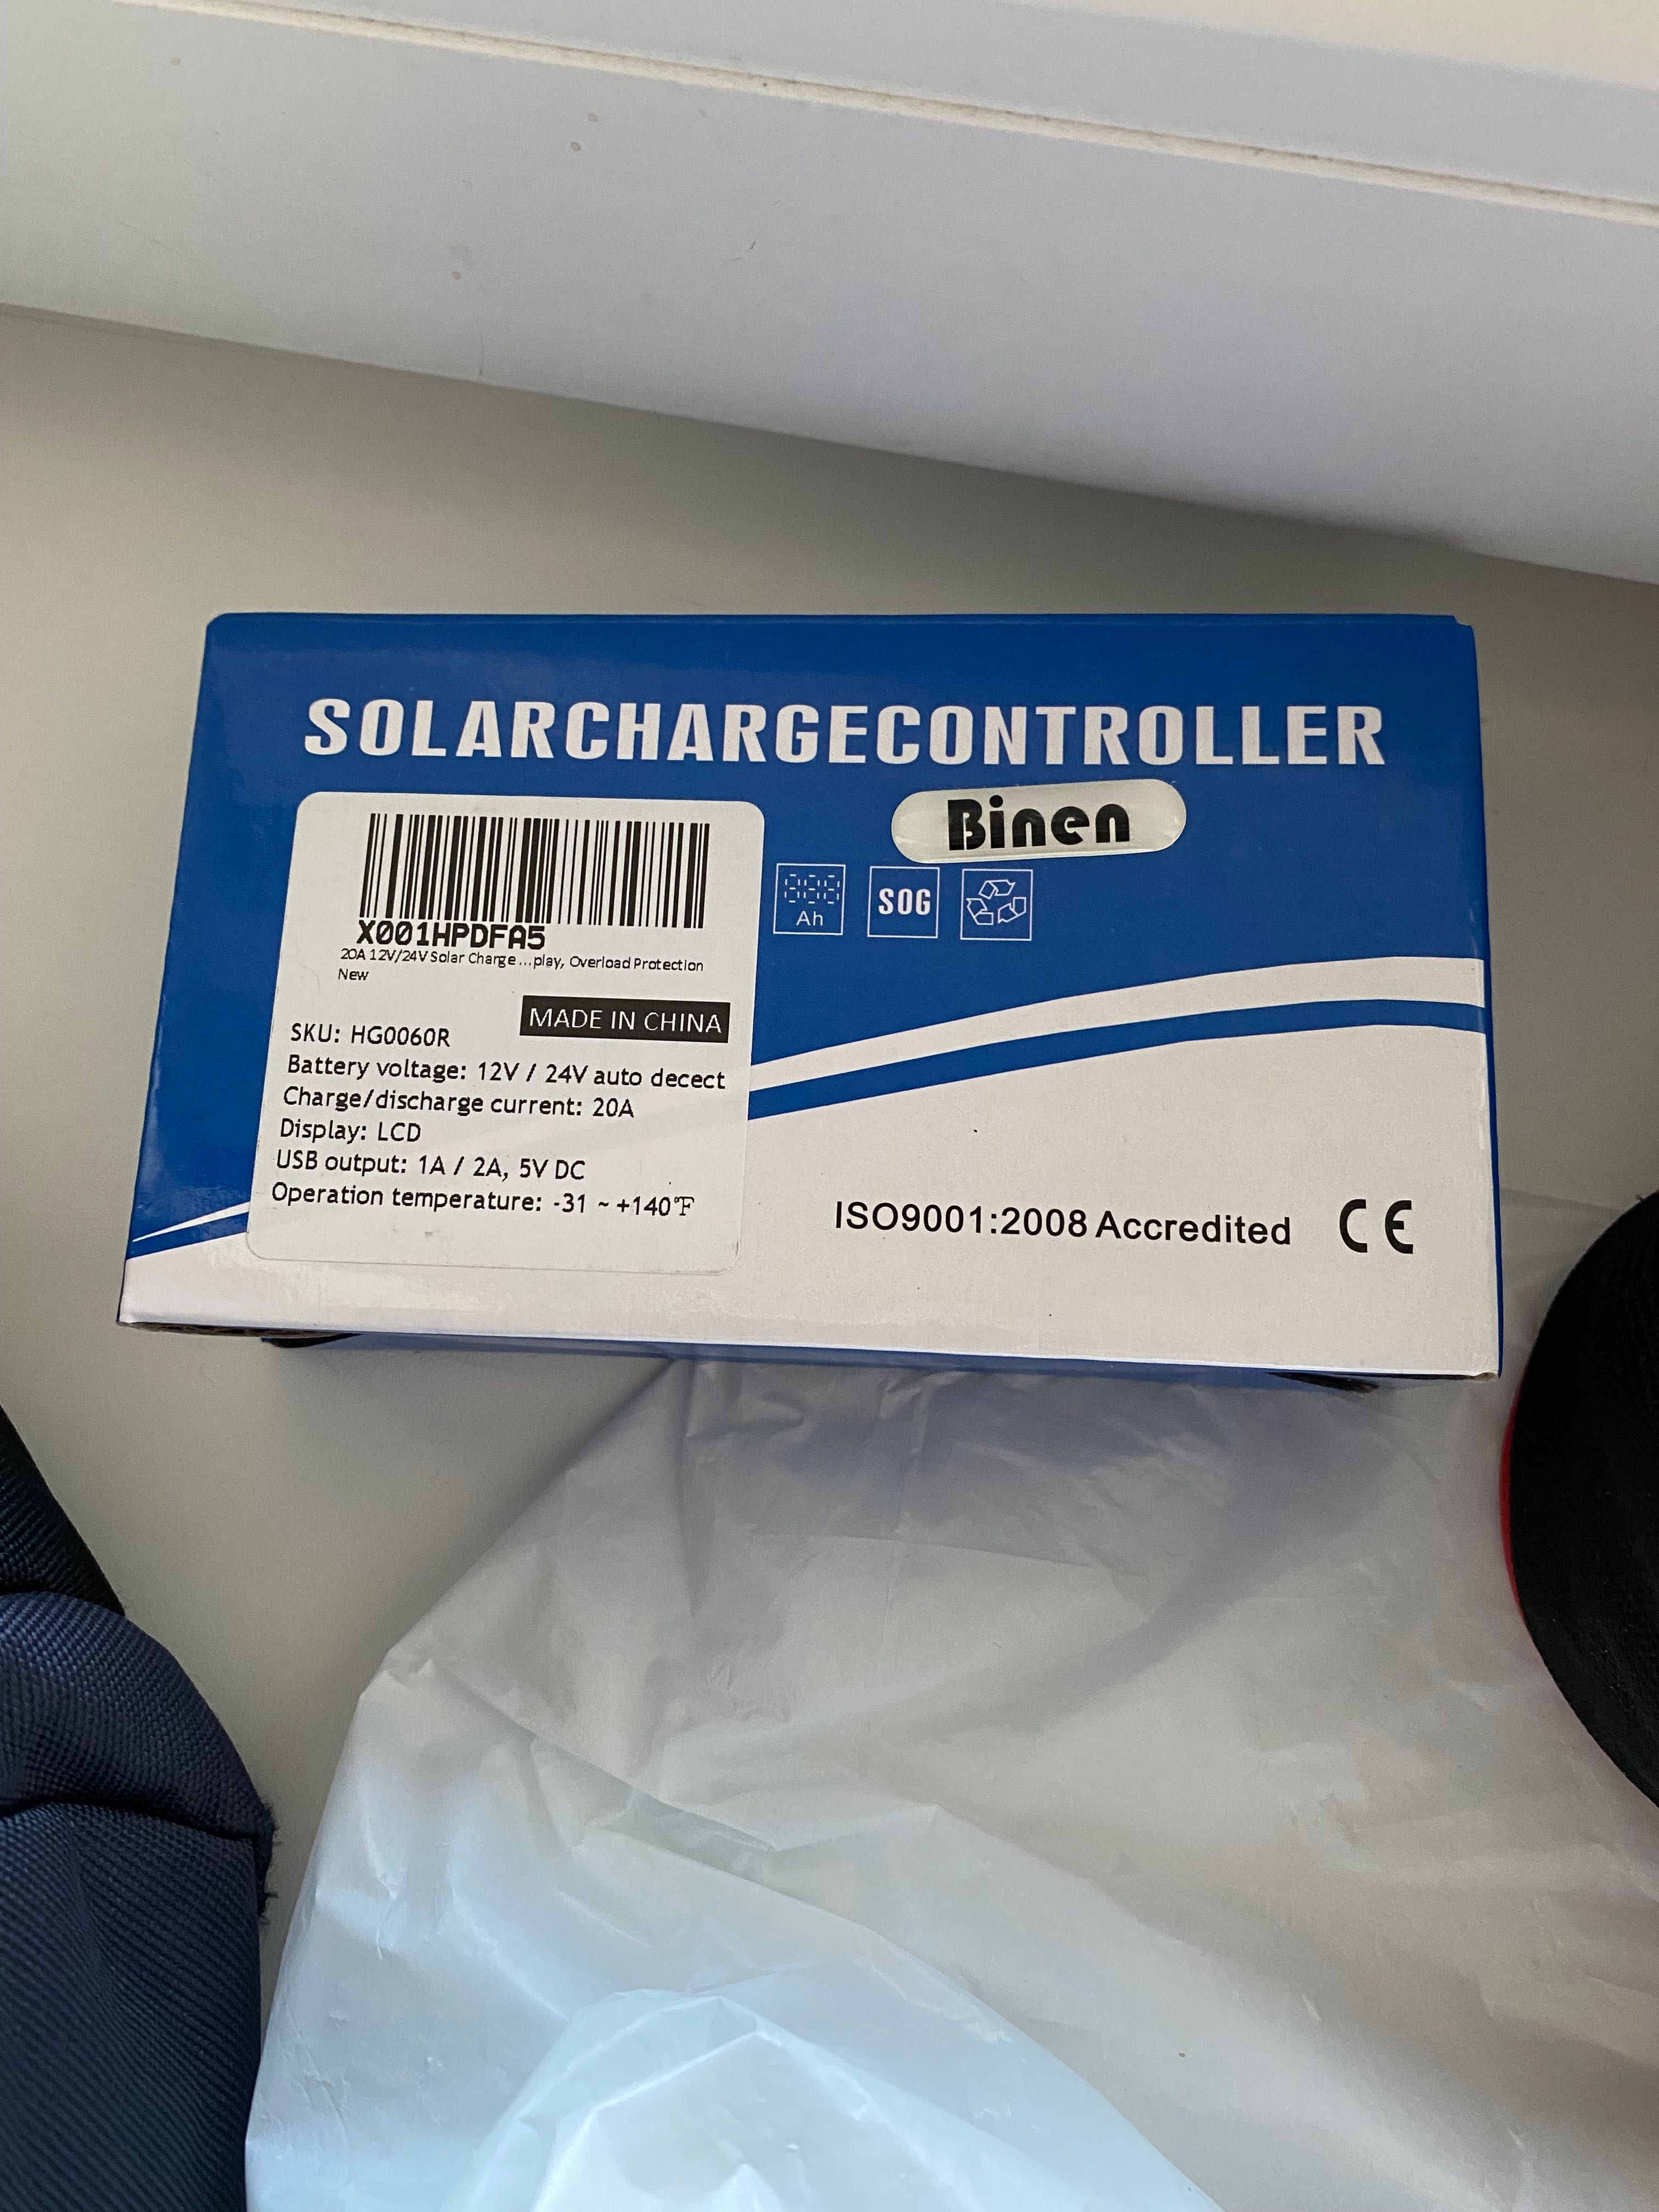 SOLARCHARGECONTROLLER
Binen
X001HPDFA5
20A 12V/24V Solar Charge...play, Overload Protection
New
888
Ah
SOG
MADE IN CHINA
SKU: HG0060R
Battery voltage: 12V / 24V auto decect
Charge/discharge current: 20A
Display: LCD
USB output: 1A / 2A, 5V DC
Operation temperature: -31 ~ +140℉
ISO9001:2008 Accredited CE